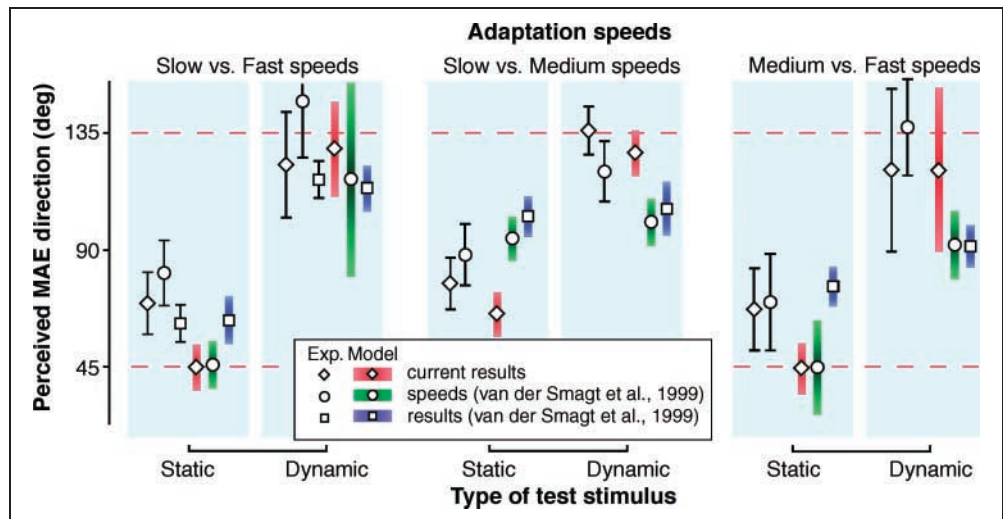 Adaptation speeds
Slow vs. Fast speeds
Slow vs. Medium speeds
Medium vs. Fast speeds
Perceived MAE direction (deg)
135
90
45
Exp. Model
current results
speeds (van der Smagt et al., 1999)
results (van der Smagt et al., 1999)
Static
Dynamic
Static
Dynamic
Static
Dynamic
Type of test stimulus